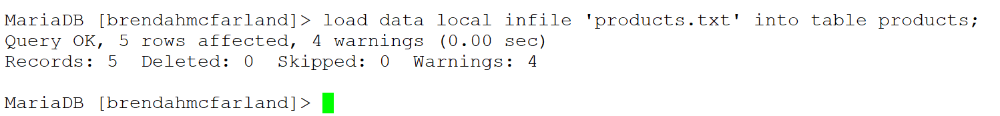 MariaDB [brendahmcfarland]> load data local infile 'products.txt' into table products;
Query OK, 5 rows affected, 4 warnings (0.00 sec)
Records: 5  Deleted: 0  Skipped: 0  Warnings: 4
MariaDB [brendahmcfarland]>